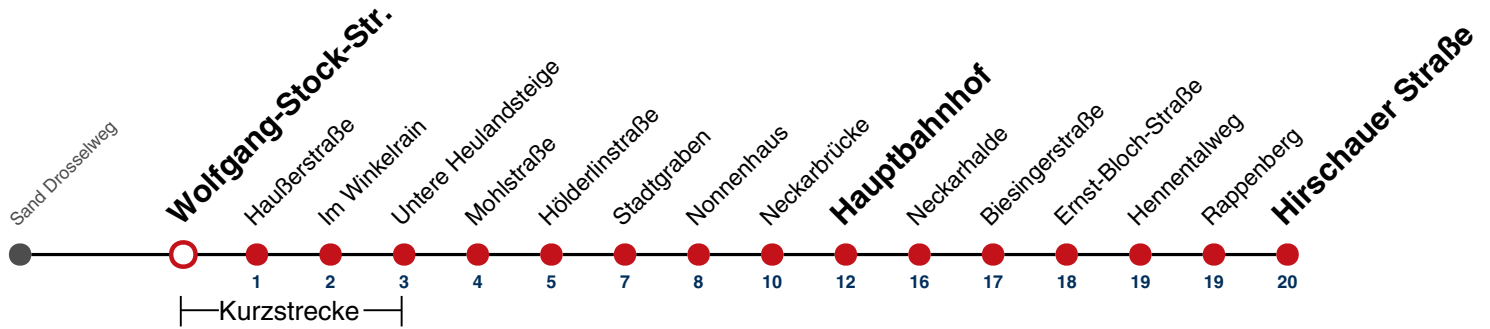 Sand Drosselweg
Wolfgang-Stock-Str.
Haußerstraße
Im Winkelrain
Untere Heulandsteige
Mohlstraße
Hölderlinstraße
Stadtgraben
Nonnenhaus
Neckarbrücke
Hauptbahnhof
Neckarhalde
Biesingerstraße
Ernst-Bloch-Straße
Hennentalweg
Rappenberg
Hirschauer Straße
1 2 3 4 5 7 8 10 12 16 17 18 19 19 20
Kurzstrecke